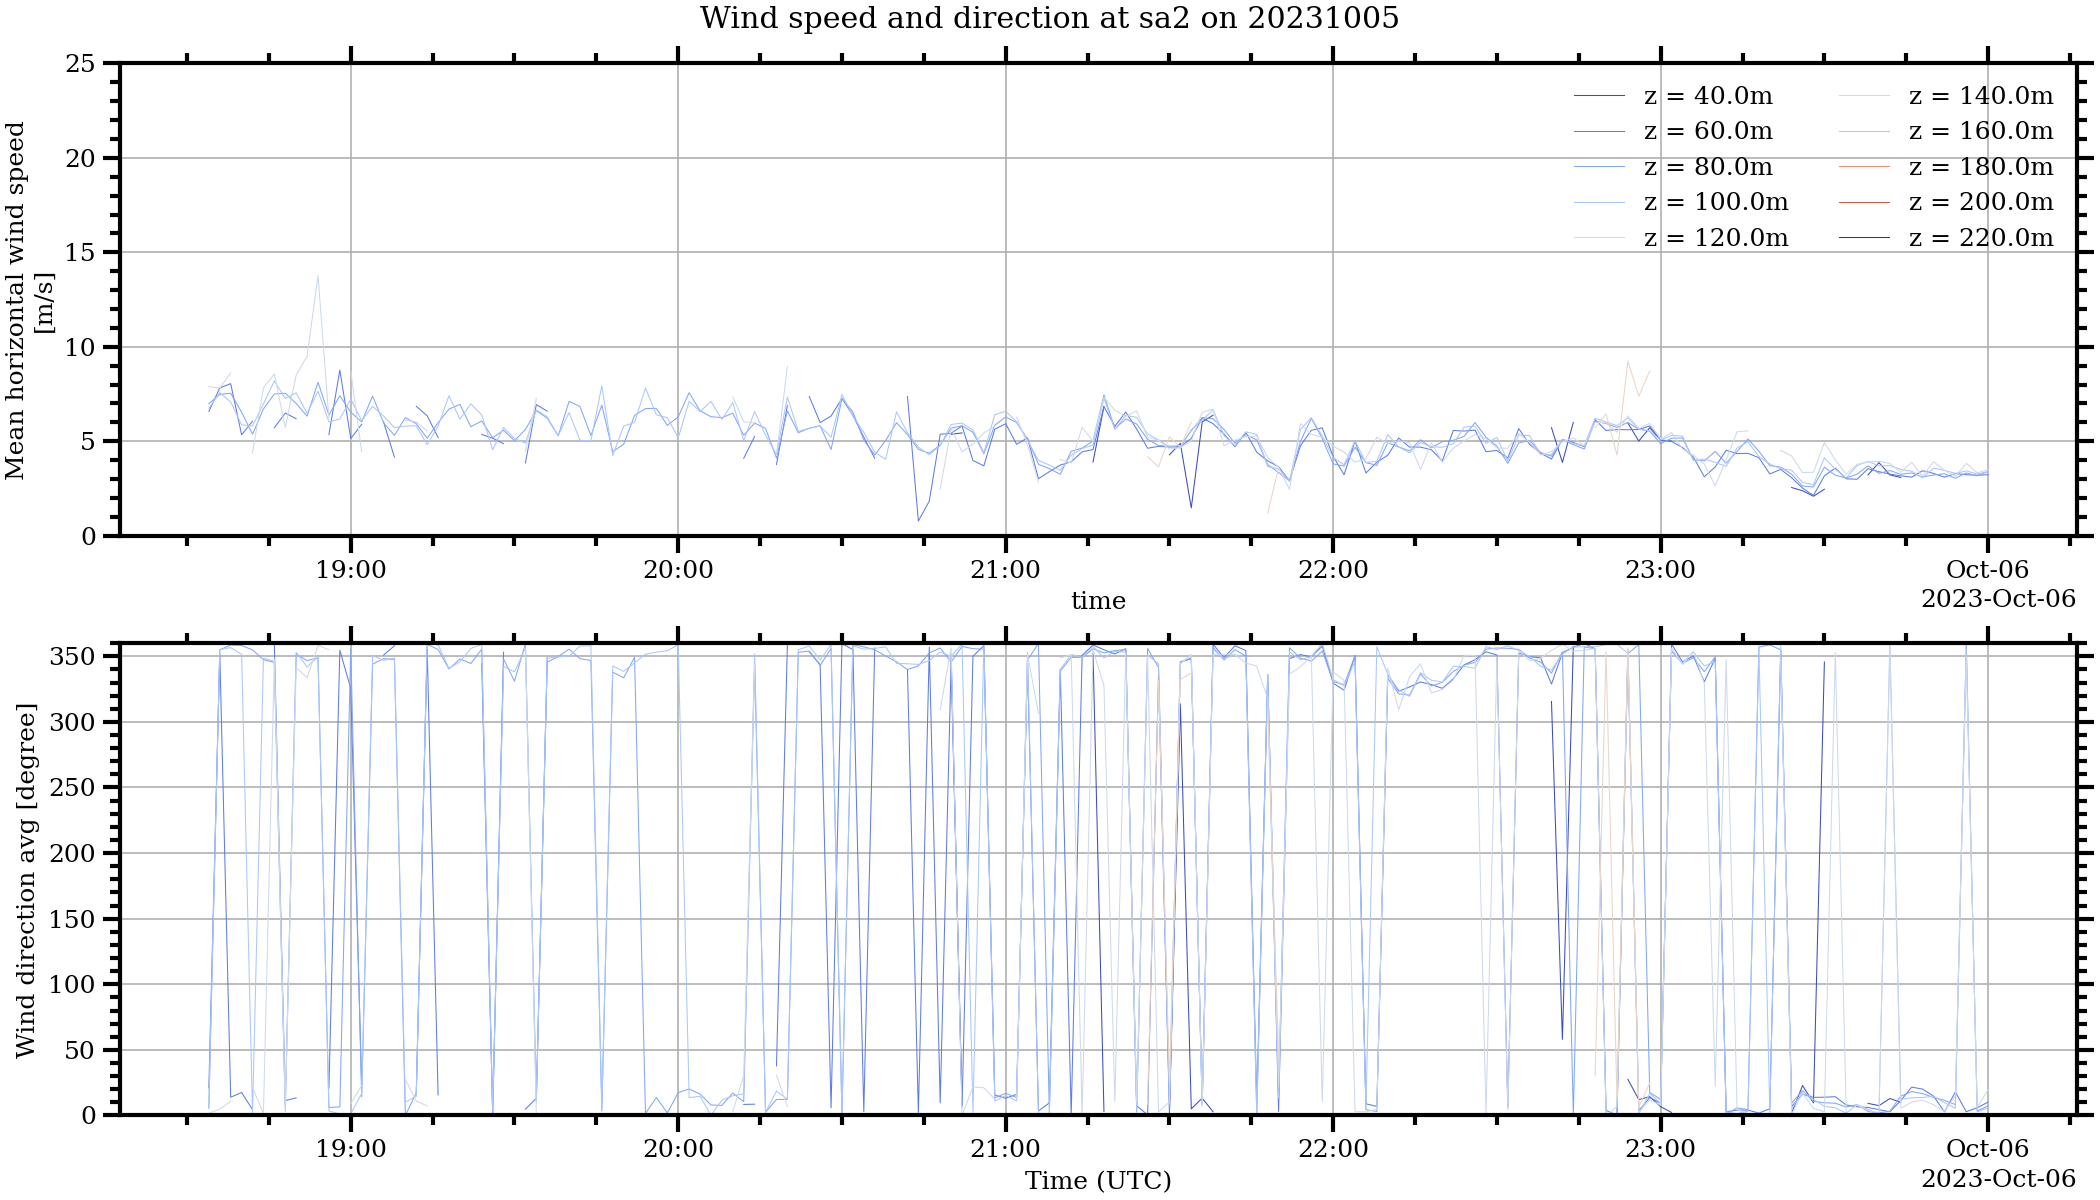 Wind speed and direction at sa2 on 20231005
25
20
15
10
5
0
Mean horizontal wind speed
[m/s]
z = 40.0m
z = 60.0m
z = 80.0m
z = 100.0m
z = 120.0m
z = 140.0m
z = 160.0m
z = 180.0m
z = 200.0m
z = 220.0m
19:00 20:00 21:00 22:00 23:00 Oct-06
2023-Oct-06
time
350
300
250
200
150
100
50
0
Wind direction avg [degree]
19:00 20:00 21:00 22:00 23:00 Oct-06
2023-Oct-06
Time (UTC)